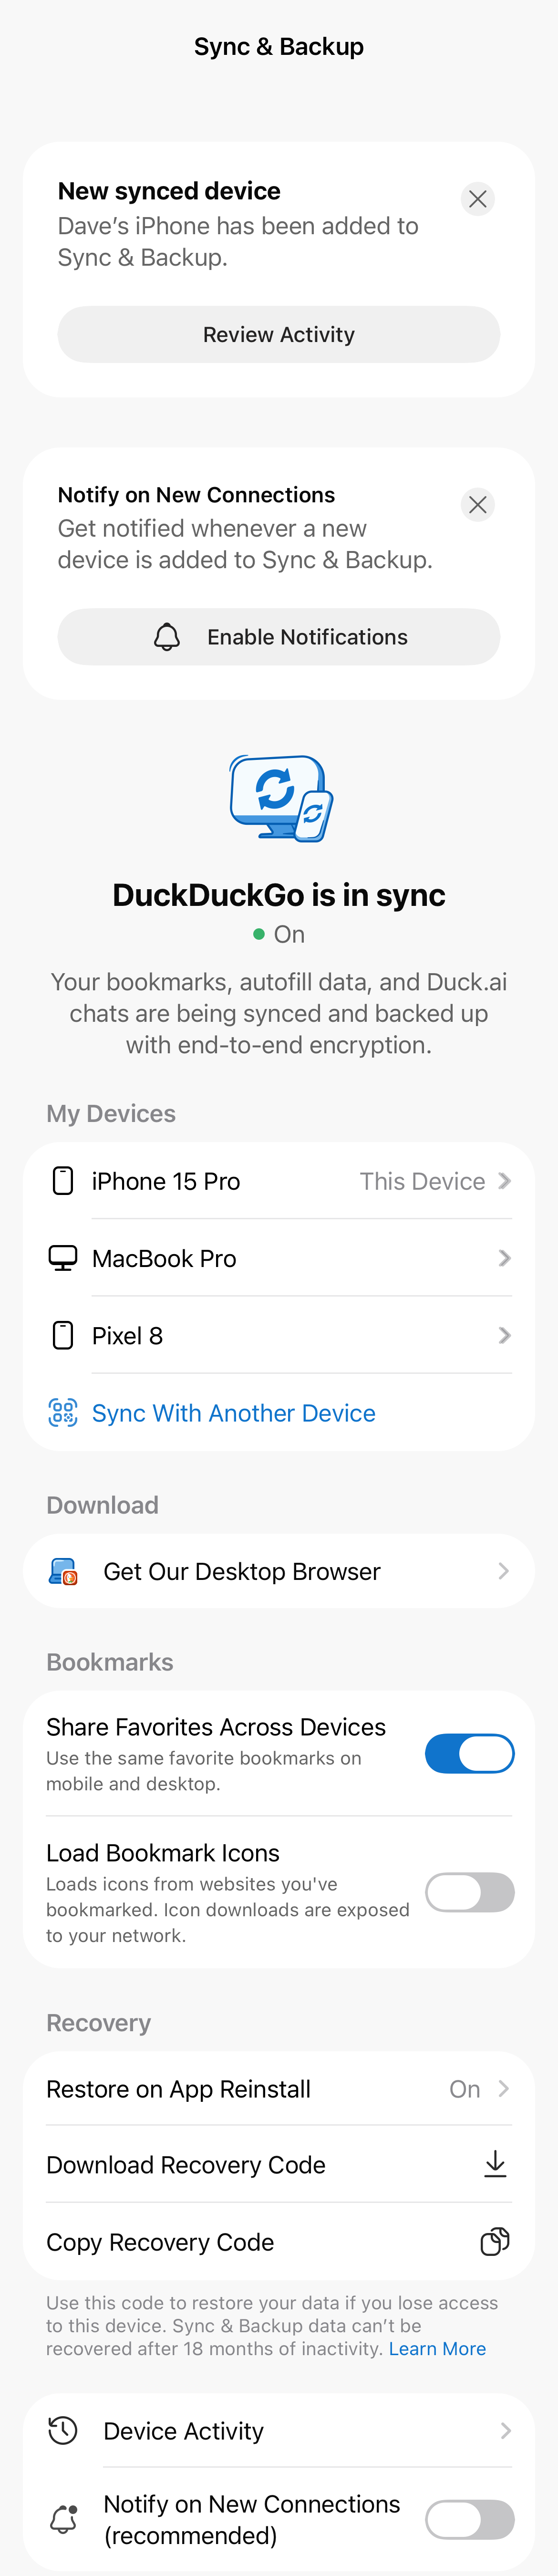 Sync & Backup
New synced device
Dave’s iPhone has been added to
Sync & Backup.
Review Activity
Notify on New Connections
Get notified whenever a new
device is added to Sync & Backup.
Enable Notifications
DuckDuckGo is in sync
On
Your bookmarks, autofill data, and Duck.ai
chats are being synced and backed up
with end-to-end encryption.
My Devices
iPhone 15 Pro This Device
MacBook Pro
Pixel 8
Sync With Another Device
Download
Get Our Desktop Browser
Bookmarks
Share Favorites Across Devices
Use the same favorite bookmarks on
mobile and desktop.
Load Bookmark Icons
Loads icons from websites you've
bookmarked. Icon downloads are exposed
to your network.
Recovery
Restore on App Reinstall On
Download Recovery Code
Copy Recovery Code
Use this code to restore your data if you lose access
to this device. Sync & Backup data can’t be
recovered after 18 months of inactivity. Learn More
Device Activity
Notify on New Connections
(recommended)